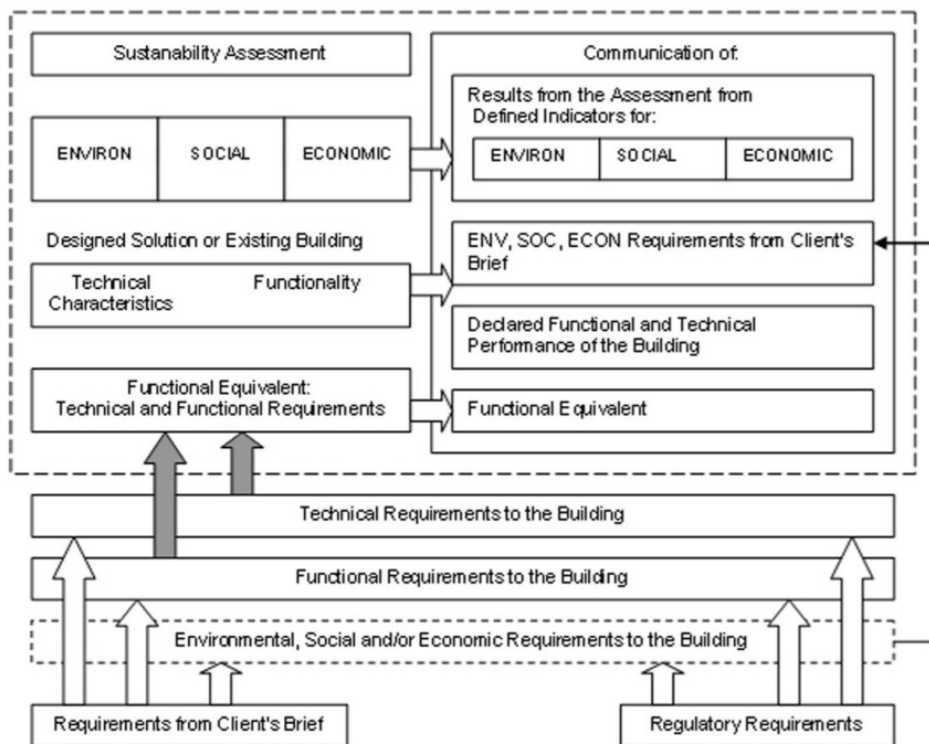 Sustanability Assessment
Communication of:
Results from the Assessment from
Defined Indicators for:
ENVIRON SOCIAL ECONOMIC
ENVIRON SOCIAL ECONOMIC
Designed Solution or Existing Building
ENV, SOC, ECON Requirements from Client's
Brief
Technical Functionality
Characteristics
Declared Functional and Technical
Performance of the Building
Functional Equivalent:
Technical and Functional Requirements
Functional Equivalent
Technical Requirements to the Building
Functional Requirements to the Building
Environmental, Social and/or Economic Requirements to the Building
Requirements from Client's Brief
Regulatory Requirements